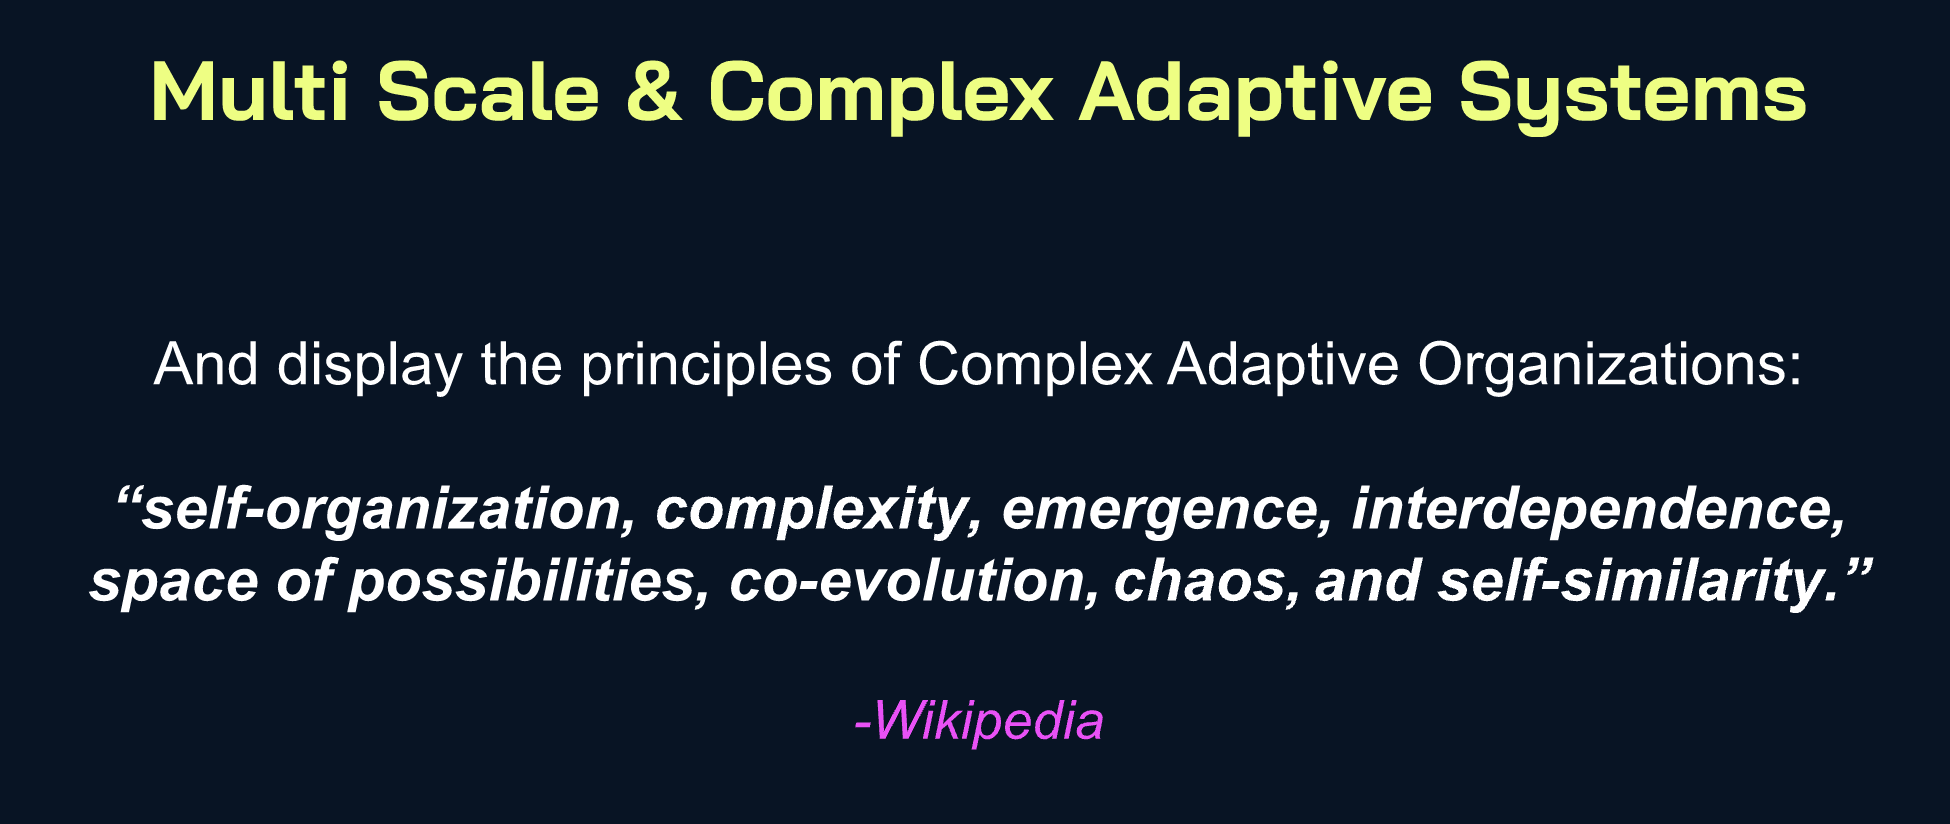 Multi Scale & Complex Adaptive Systems
And display the principles of Complex Adaptive Organizations:
“self-organization, complexity, emergence, interdependence,
space of possibilities, co-evolution, chaos, and self-similarity.”
-Wikipedia